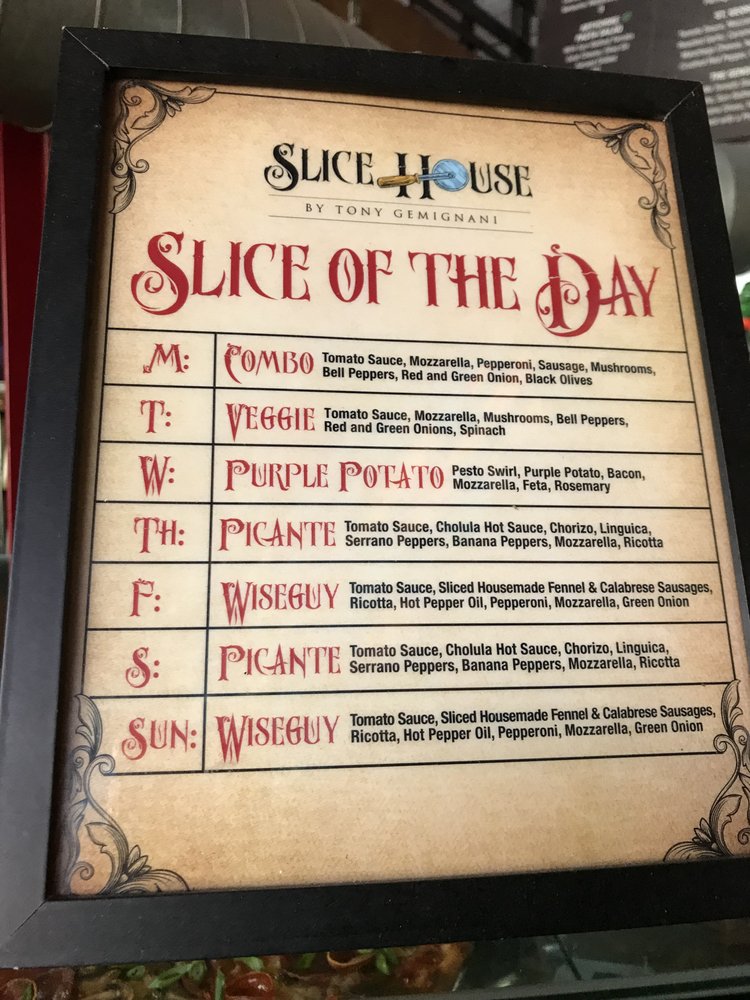 SLICE HOUSE
BY TONY GEMIGNANI
SLICE OF THE DAY
M: COMBO Tomato Sauce, Mozzarella, Pepperoni, Sausage, Mushrooms,
Bell Peppers, Red and Green Onion, Black Olives
T: VEGGIE Tomato Sauce, Mozzarella, Mushrooms, Bell Peppers,
Red and Green Onions, Spinach
W: PURPLE POTATO Pesto Swirl, Purple Potato, Bacon,
Mozzarella, Feta, Rosemary
TH: PICANTE Tomato Sauce, Cholula Hot Sauce, Chorizo, Linguica,
Serrano Peppers, Banana Peppers, Mozzarella, Ricotta
F: WISEGUY Tomato Sauce, Sliced Housemade Fennel & Calabrese Sausages,
Ricotta, Hot Pepper Oil, Pepperoni, Mozzarella, Green Onion
S: PICANTE Tomato Sauce, Cholula Hot Sauce, Chorizo, Linguica,
Serrano Peppers, Banana Peppers, Mozzarella, Ricotta
SUN: WISEGUY Tomato Sauce, Sliced Housemade Fennel & Calabrese Sausages,
Ricotta, Hot Pepper Oil, Pepperoni, Mozzarella, Green Onion